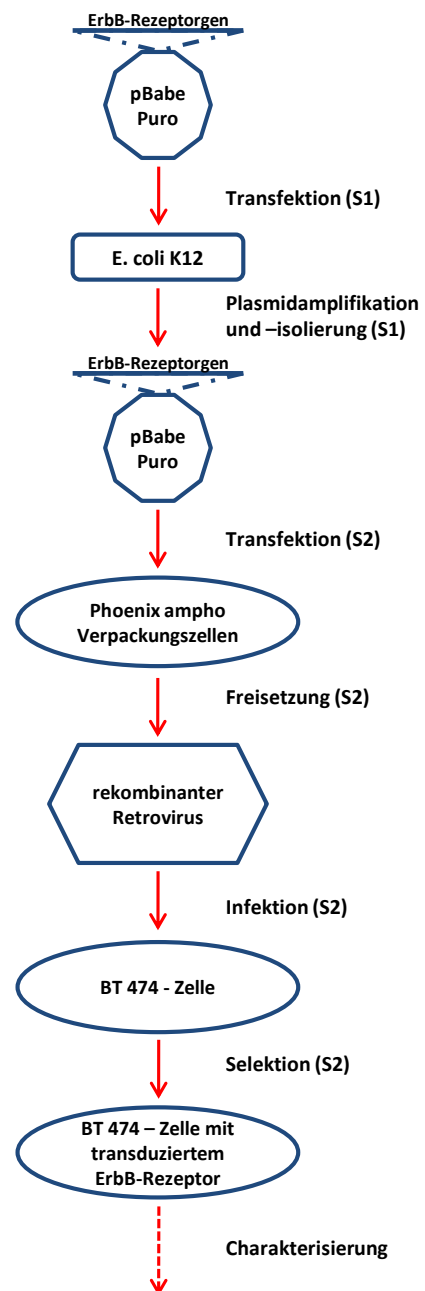 ErbB-Rezeptorgen
pBabe
Puro
Transfektion (S1)
E. coli K12
Plasmidamplifikation
und –isolierung (S1)
ErbB-Rezeptorgen
pBabe
Puro
Transfektion (S2)
Phoenix ampho
Verpackungszellen
Freisetzung (S2)
rekombinanter
Retrovirus
Infektion (S2)
BT 474 - Zelle
Selektion (S2)
BT 474 – Zelle mit
transduziertem
ErbB-Rezeptor
Charakterisierung